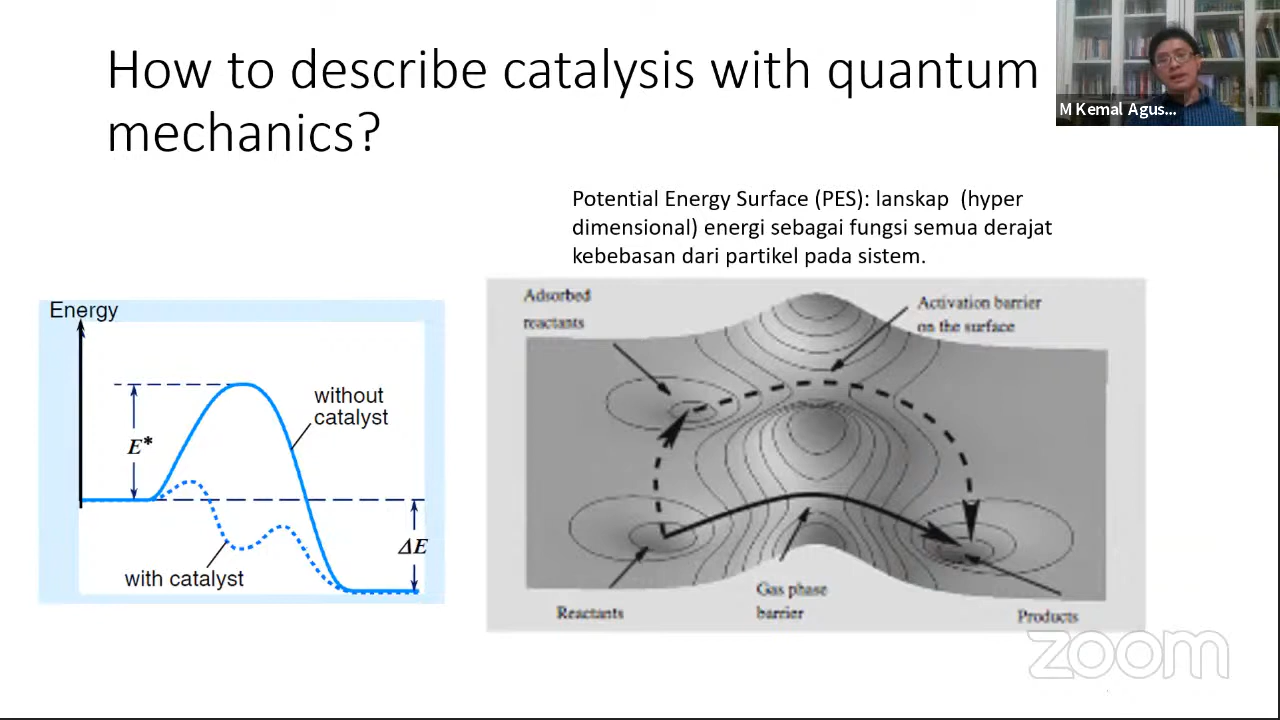 How to describe catalysis with quantum
mechanics?
M Kemal Agus...
Potential Energy Surface (PES): lanskap (hyper
dimensional) energi sebagai fungsi semua derajat
kebebasan dari partikel pada sistem.
Energy
without
catalyst
E*
ΔE
with catalyst
Adsorbed
reactants
Activation barrier
on the surface
Gas phase
barrier
Reactants
Products
zoom